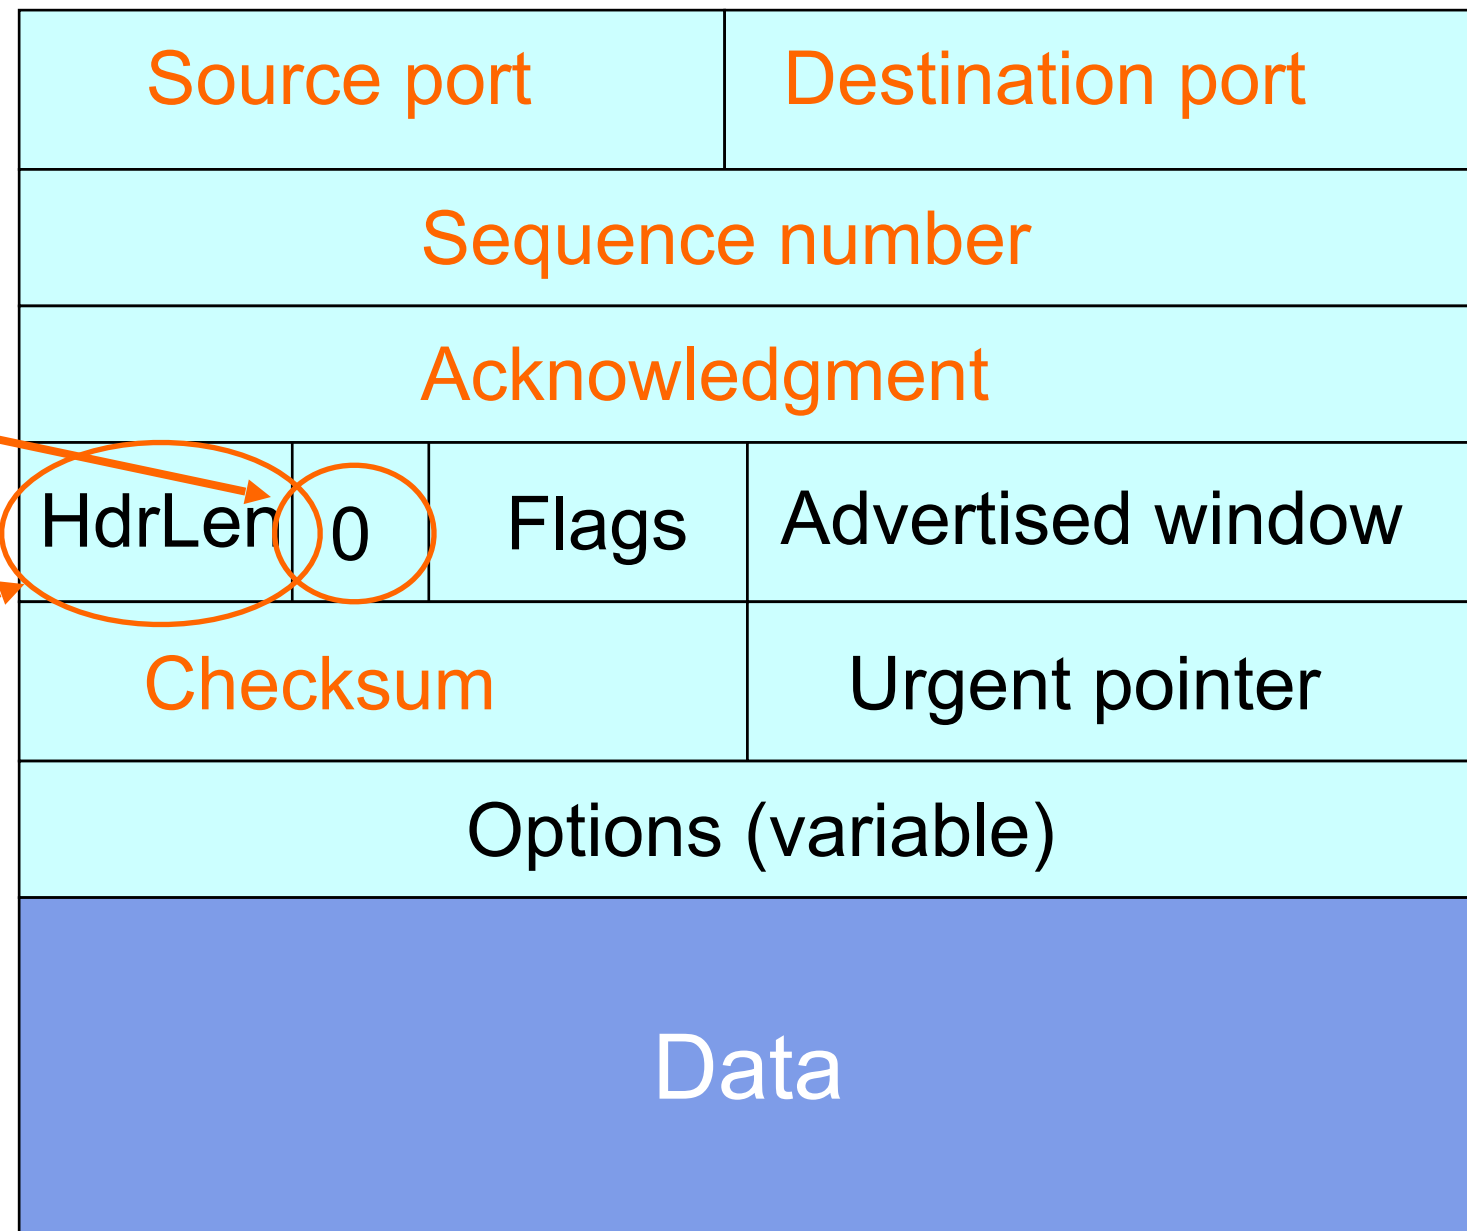 Source port Destination port
Sequence number
Acknowledgment
HdrLen 0 Flags Advertised window
Checksum Urgent pointer
Options (variable)
Data